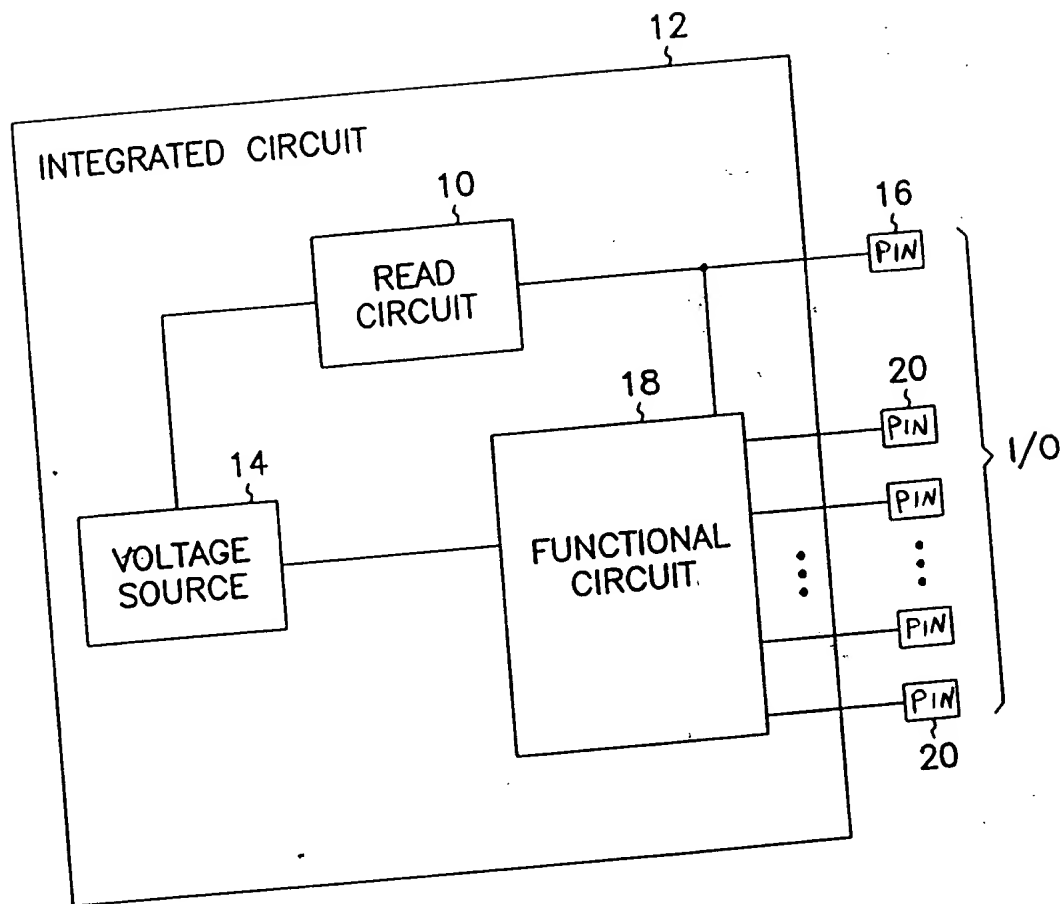 12
INTEGRATED CIRCUIT
10
READ
CIRCUIT
16
PIN
18
20
PIN
I/O
14
VOLTAGE
SOURCE
FUNCTIONAL
CIRCUIT
PIN
PIN
PIN
20